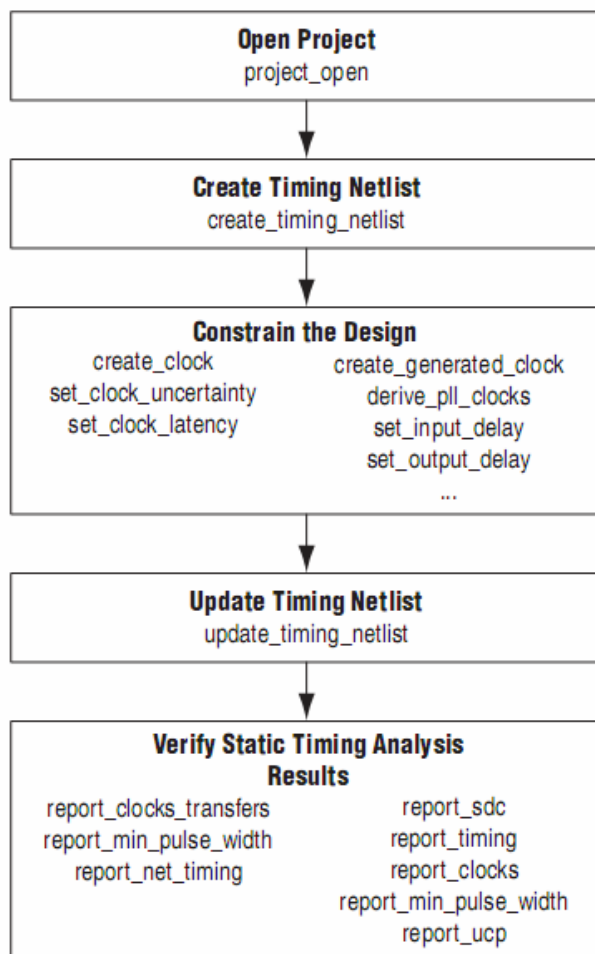 Open Project
project_open
Create Timing Netlist
create_timing_netlist
Constrain the Design
create_clock
set_clock_uncertainty
set_clock_latency
create_generated_clock
derive_pll_clocks
set_input_delay
set_output_delay
...
Update Timing Netlist
update_timing_netlist
Verify Static Timing Analysis
Results
report_clocks_transfers
report_min_pulse_width
report_net_timing
report_sdc
report_timing
report_clocks
report_min_pulse_width
report_ucp